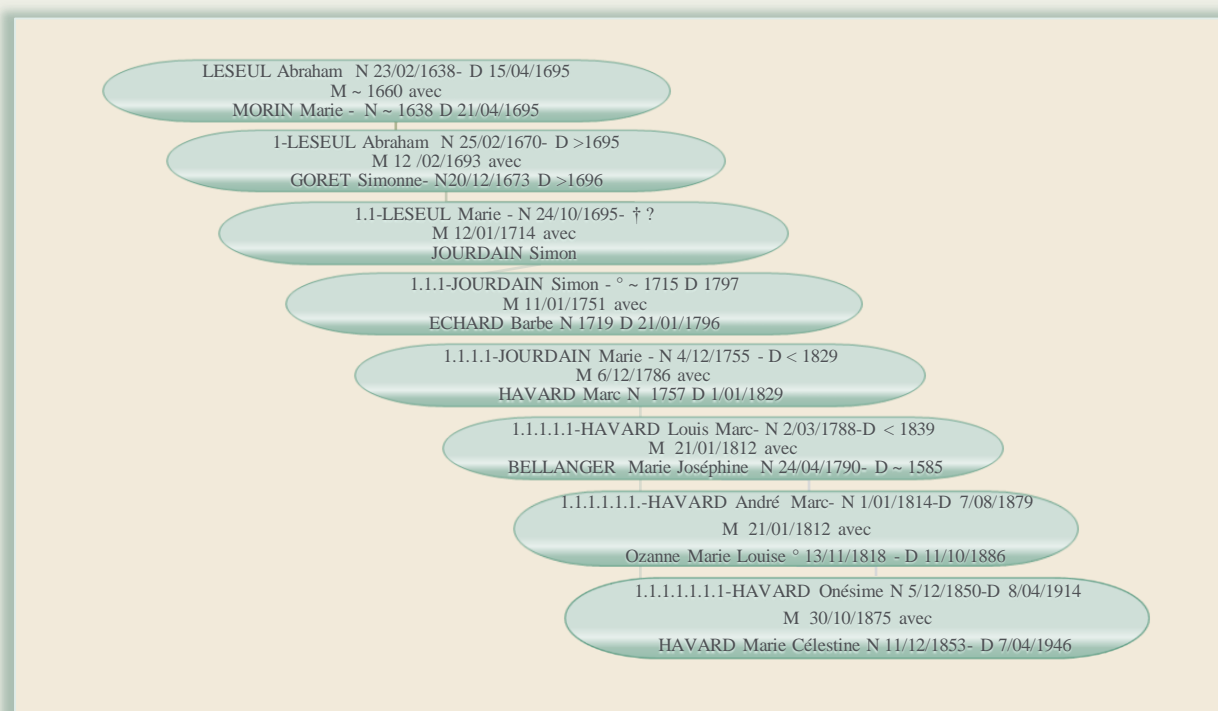 LESEUL Abraham N 23/02/1638- D 15/04/1695
M ~ 1660 avec
MORIN Marie - N ~ 1638 D 21/04/1695
1-LESEUL Abraham N 25/02/1670- D >1695
M 12 /02/1693 avec
GORET Simonne- N20/12/1673 D >1696
1.1-LESEUL Marie - N 24/10/1695- † ?
M 12/01/1714 avec
JOURDAIN Simon
1.1.1-JOURDAIN Simon - ° ~ 1715 D 1797
M 11/01/1751 avec
ECHARD Barbe N 1719 D 21/01/1796
1.1.1.1-JOURDAIN Marie - N 4/12/1755 - D < 1829
M 6/12/1786 avec
HAVARD Marc N 1757 D 1/01/1829
1.1.1.1.1-HAVARD Louis Marc- N 2/03/1788-D < 1839
M 21/01/1812 avec
BELLANGER Marie Joséphine N 24/04/1790- D ~ 1585
1.1.1.1.1.1.-HAVARD André Marc- N 1/01/1814-D 7/08/1879
M 21/01/1812 avec
Ozanne Marie Louise ° 13/11/1818 - D 11/10/1886
1.1.1.1.1.1.1-HAVARD Onésime N 5/12/1850-D 8/04/1914
M 30/10/1875 avec
HAVARD Marie Célestine N 11/12/1853- D 7/04/1946